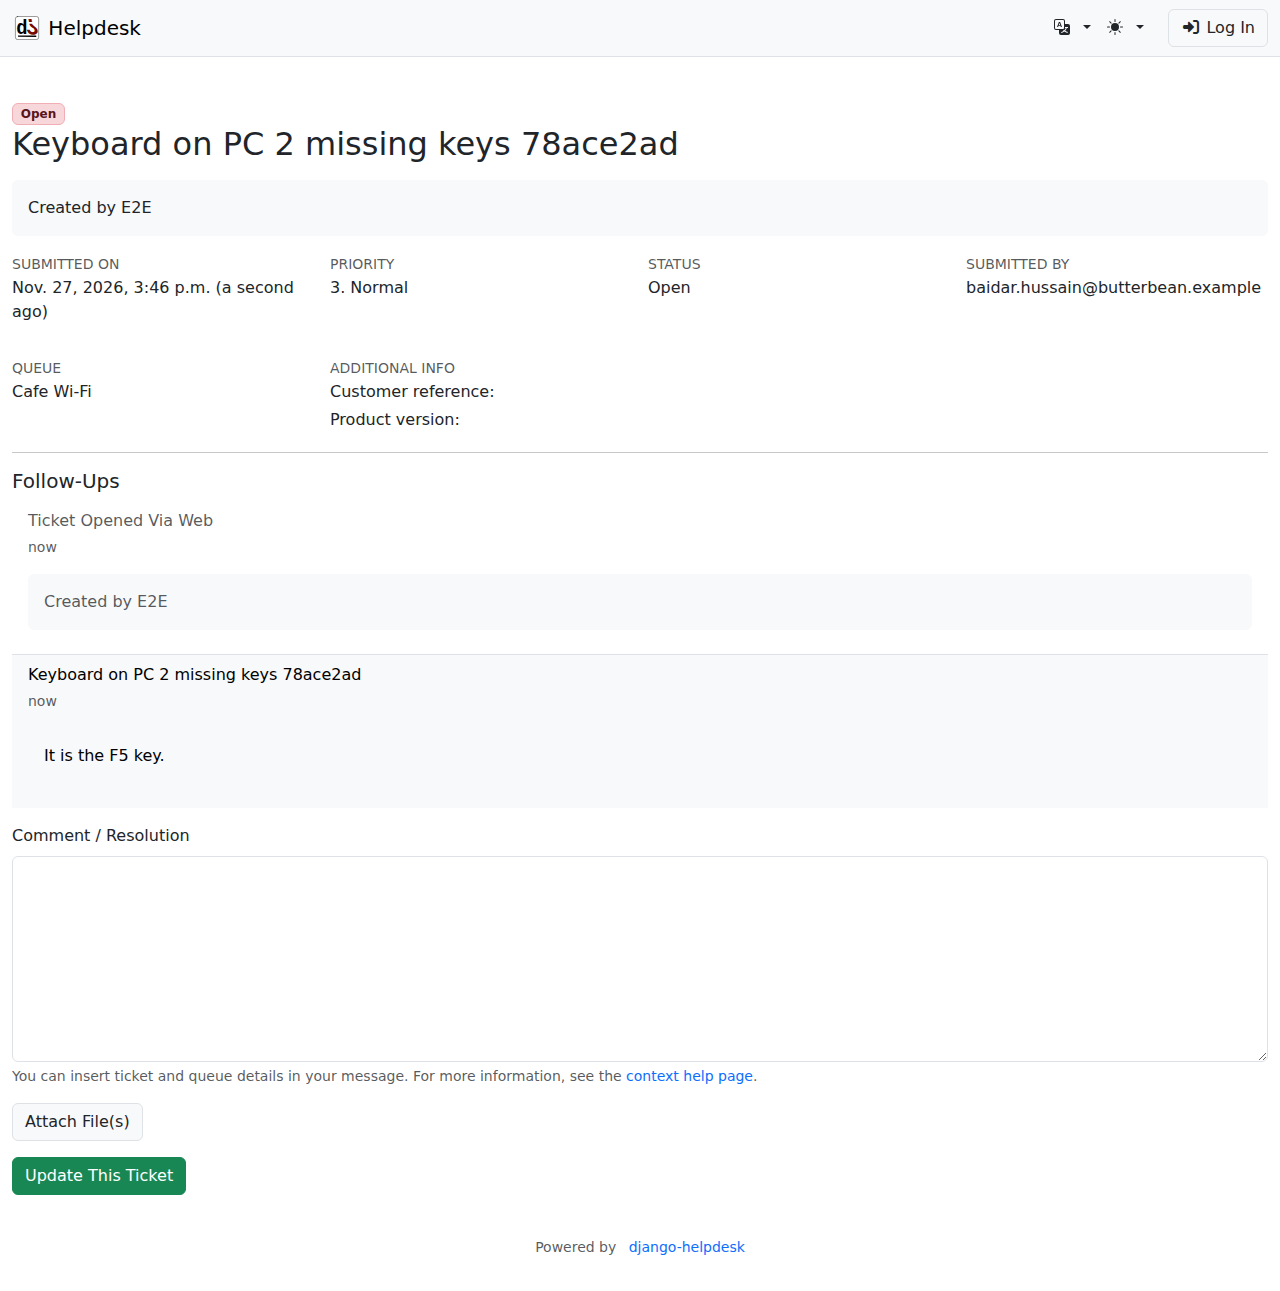 Helpdesk
Log In
Open
Keyboard on PC 2 missing keys 78ace2ad
Created by E2E
SUBMITTED ON
Nov. 27, 2026, 3:46 p.m. (a second
ago)
PRIORITY
3. Normal
STATUS
Open
SUBMITTED BY
baidar.hussain@butterbean.example
QUEUE
Cafe Wi-Fi
ADDITIONAL INFO
Customer reference:
Product version:
Follow-Ups
Ticket Opened Via Web
now
Created by E2E
Keyboard on PC 2 missing keys 78ace2ad
now
It is the F5 key.
Comment / Resolution
You can insert ticket and queue details in your message. For more information, see the context help page.
Attach File(s)
Update This Ticket
Powered by django-helpdesk